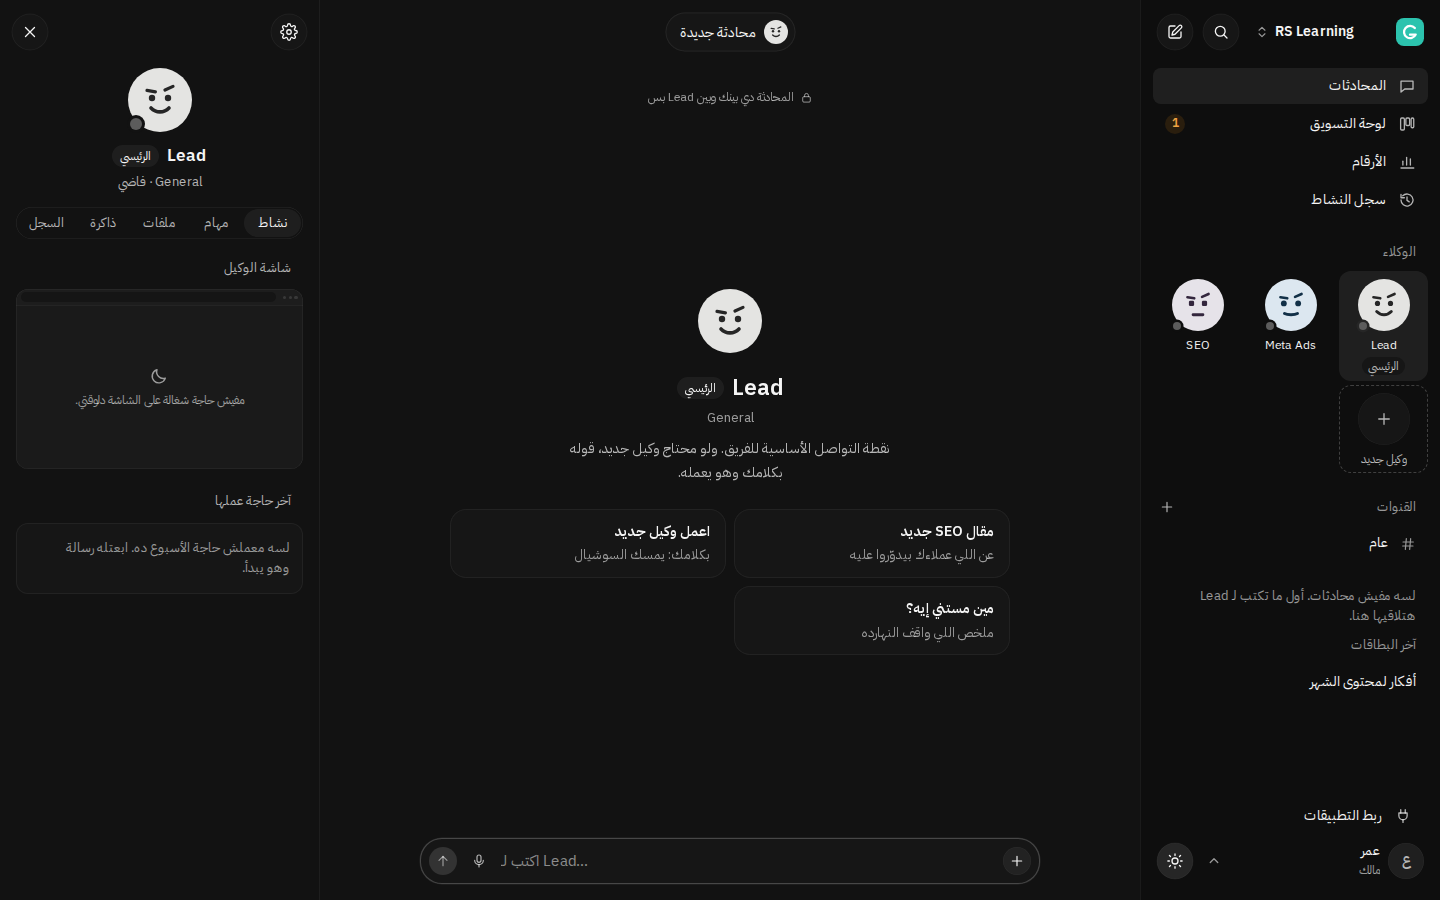 RS Learning
المحادثات
لوحة التسويق
1
الأرقام
سجل النشاط
الوكلاء
Lead
الرئيسي
Meta Ads
SEO
وكيل جديد
القنوات
عام
لسه مفيش محادثات. أول ما تكتب لـ Lead
هتلاقيها هنا.
آخر البطاقات
أفكار لمحتوى الشهر
ربط التطبيقات
ع
عمر
مالك
محادثة جديدة
المحادثة دي بينك وبين Lead بس
Lead الرئيسي
General
نقطة التواصل الأساسية للفريق. ولو محتاج وكيل جديد، قوله
بكلامك وهو يعمله.
مقال SEO جديد
عن اللي عملاءك بيدوّروا عليه
اعمل وكيل جديد
بكلامك: يمسك السوشيال
مين مستني إيه؟
ملخص اللي واقف النهارده
اكتب لـ Lead...
Lead الرئيسي
General · فاضي
نشاط
مهام
ملفات
ذاكرة
السجل
شاشة الوكيل
مفيش حاجة شغالة على الشاشة دلوقتي.
آخر حاجة عملها
لسه معملش حاجة الأسبوع ده. ابعتله رسالة
وهو يبدأ.